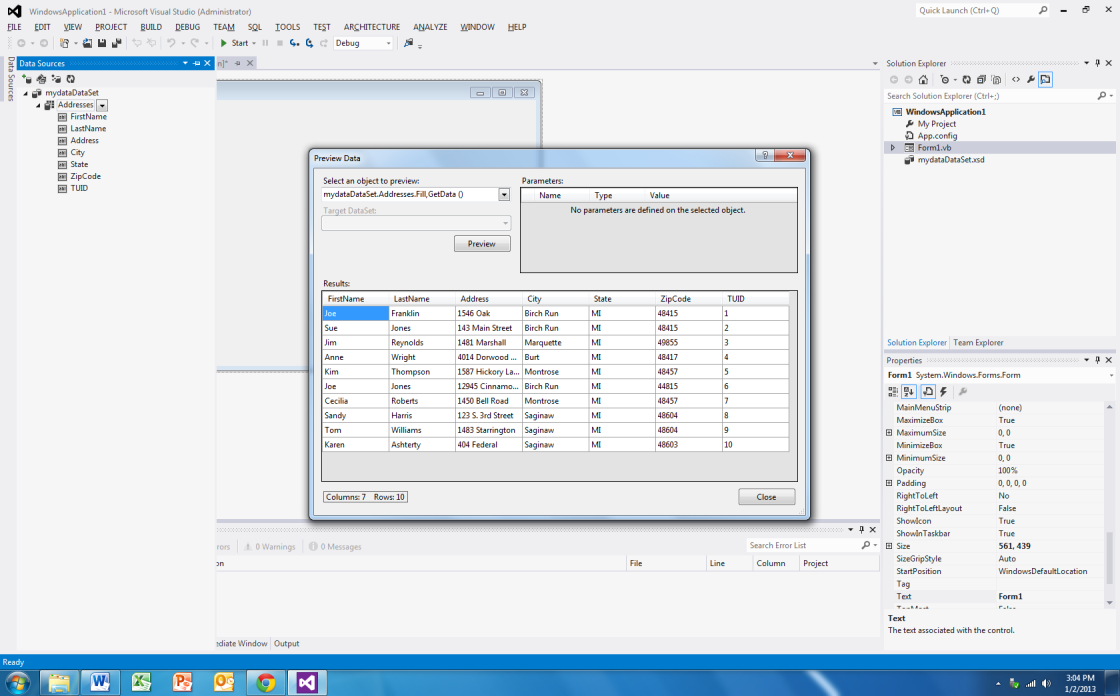 WindowsApplication1 - Microsoft Visual Studio (Administrator)
Quick Launch (Ctrl+Q)
FILE EDIT VIEW PROJECT BUILD DEBUG TEAM SQL TOOLS TEST ARCHITECTURE ANALYZE WINDOW HELP
Start Debug
Data Sources
Data Sources
mydataDataSet
Addresses
FirstName
LastName
Address
City
State
ZipCode
TUID
Preview Data
Select an object to preview:
mydataDataSet.Addresses.Fill,GetData ()
Target DataSet:
Preview
Parameters:
Name Type Value
No parameters are defined on the selected object.
Results:
FirstName LastName Address City State ZipCode TUID
Joe Franklin 1546 Oak Birch Run MI 48415 1
Sue Jones 143 Main Street Birch Run MI 48415 2
Jim Reynolds 1481 Marshall Marquette MI 49855 3
Anne Wright 4014 Dorwood ... Burt MI 48417 4
Kim Thompson 1587 Hickory La... Montrose MI 48457 5
Joe Jones 12945 Cinnamo... Birch Run MI 44815 6
Cecilia Roberts 1450 Bell Road Montrose MI 48457 7
Sandy Harris 123 S. 3rd Street Saginaw MI 48604 8
Tom Williams 1483 Starrington Saginaw MI 48604 9
Karen Ashterty 404 Federal Saginaw MI 48603 10
Columns: 7 Rows: 10
Close
rors 0 Warnings 0 Messages
Search Error List
on File Line Column Project
ediate Window Output
Solution Explorer
Search Solution Explorer (Ctrl+;)
WindowsApplication1
My Project
App.config
Form1.vb
mydataDataSet.xsd
Solution Explorer Team Explorer
Properties
Form1 System.Windows.Forms.Form
MainMenuStrip (none)
MaximizeBox True
MaximumSize 0, 0
MinimizeBox True
MinimumSize 0, 0
Opacity 100%
Padding 0, 0, 0, 0
RightToLeft No
RightToLeftLayout False
ShowIcon True
ShowInTaskbar True
Size 561, 439
SizeGripStyle Auto
StartPosition WindowsDefaultLocation
Tag
Text Form1
TopMost False
Text
The text associated with the control.
Ready
3:04 PM
1/2/2013